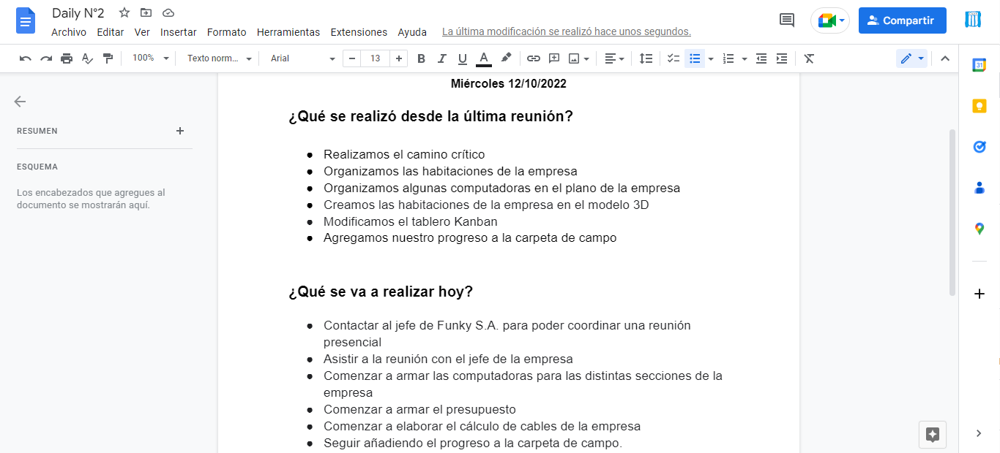 Daily N°2
Archivo Editar Ver Insertar Formato Herramientas Extensiones Ayuda La última modificación se realizó hace unos segundos.
Compartir
100% Texto norm... Arial 13 B I U A
31
Miércoles 12/10/2022
RESUMEN
ESQUEMA
Los encabezados que agregues al
documento se mostrarán aquí.
¿Qué se realizó desde la última reunión?
● Realizamos el camino crítico
● Organizamos las habitaciones de la empresa
● Organizamos algunas computadoras en el plano de la empresa
● Creamos las habitaciones de la empresa en el modelo 3D
● Modificamos el tablero Kanban
● Agregamos nuestro progreso a la carpeta de campo
¿Qué se va a realizar hoy?
● Contactar al jefe de Funky S.A. para poder coordinar una reunión
presencial
● Asistir a la reunión con el jefe de la empresa
● Comenzar a armar las computadoras para las distintas secciones de la
empresa
● Comenzar a armar el presupuesto
● Comenzar a elaborar el cálculo de cables de la empresa
● Seguir añadiendo el progreso a la carpeta de campo.